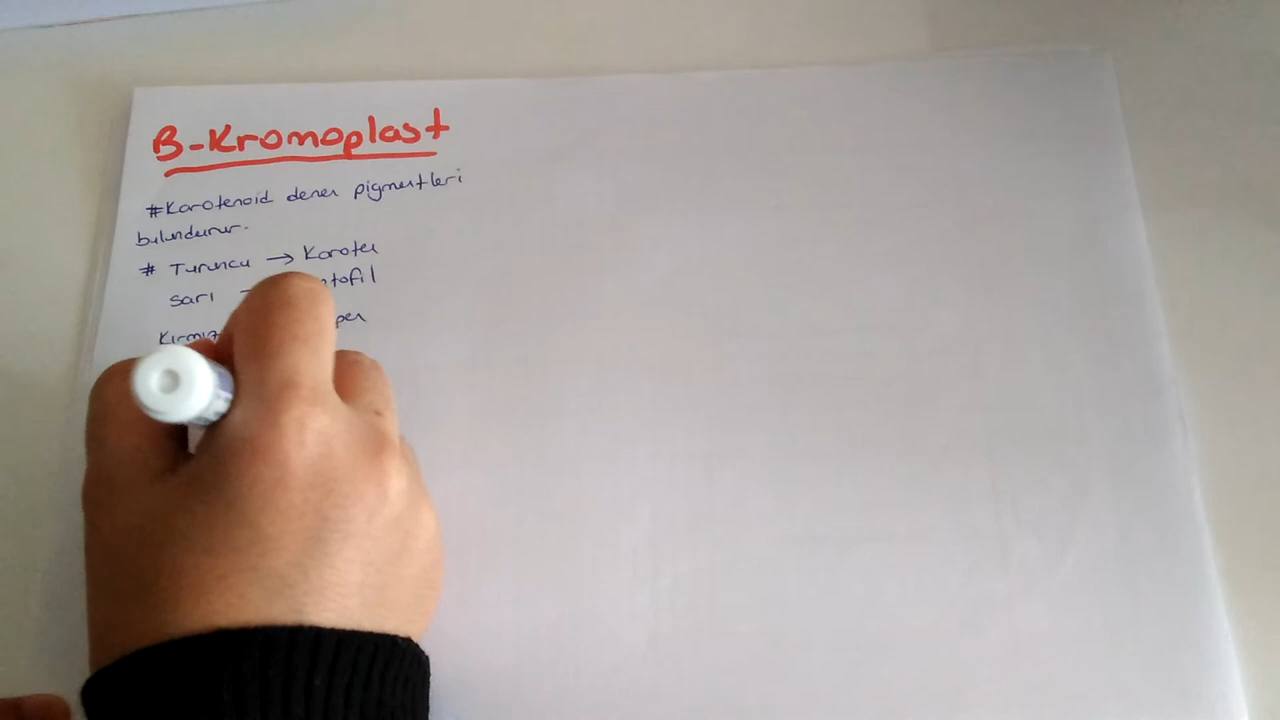 B-Kromoplast
#Karotenoid denen pigmentleri
bulundurur.
# Turuncu → Karoten
Sarı